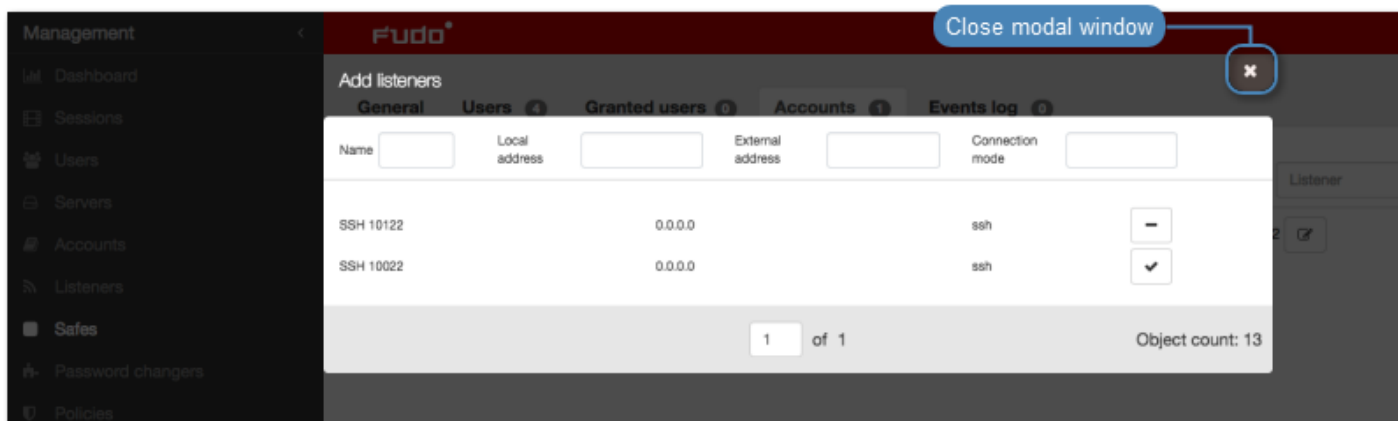 Management
Fudo
Close modal window
Dashboard
Add listeners
General Users 4 Granted users 0 Accounts 1 Events log 0
Sessions
Name Local address External address Connection mode
Users
Listener
Servers
SSH 10122 0.0.0.0 ssh
2
Accounts
SSH 10022 0.0.0.0 ssh
Listeners
Safes
1 of 1 Object count: 13
Password changers
Policies